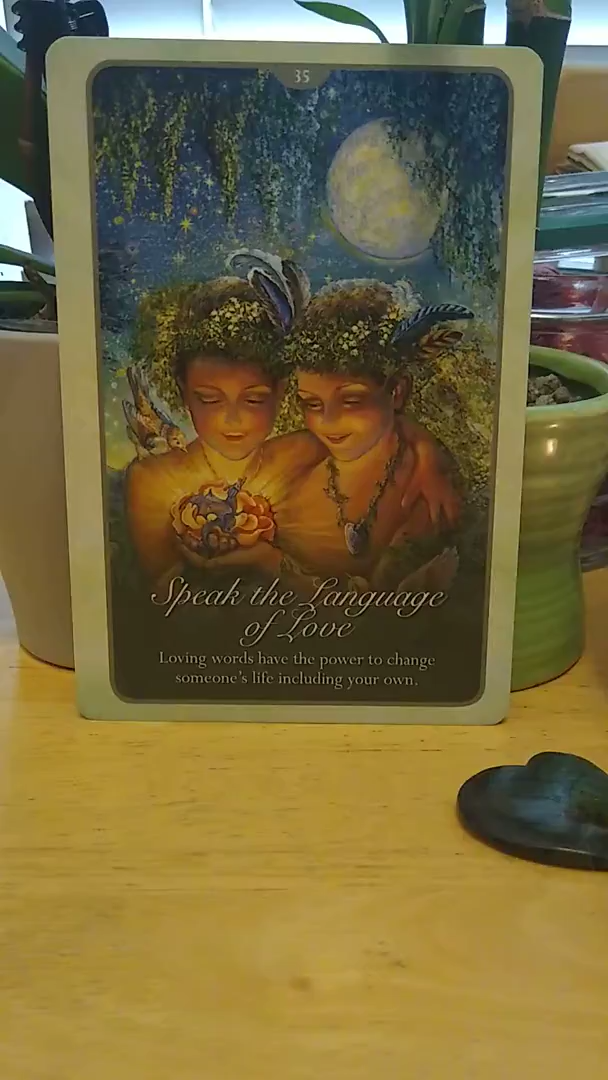 35
Speak the Language
of Love
Loving words have the power to change
someone's life including your own.